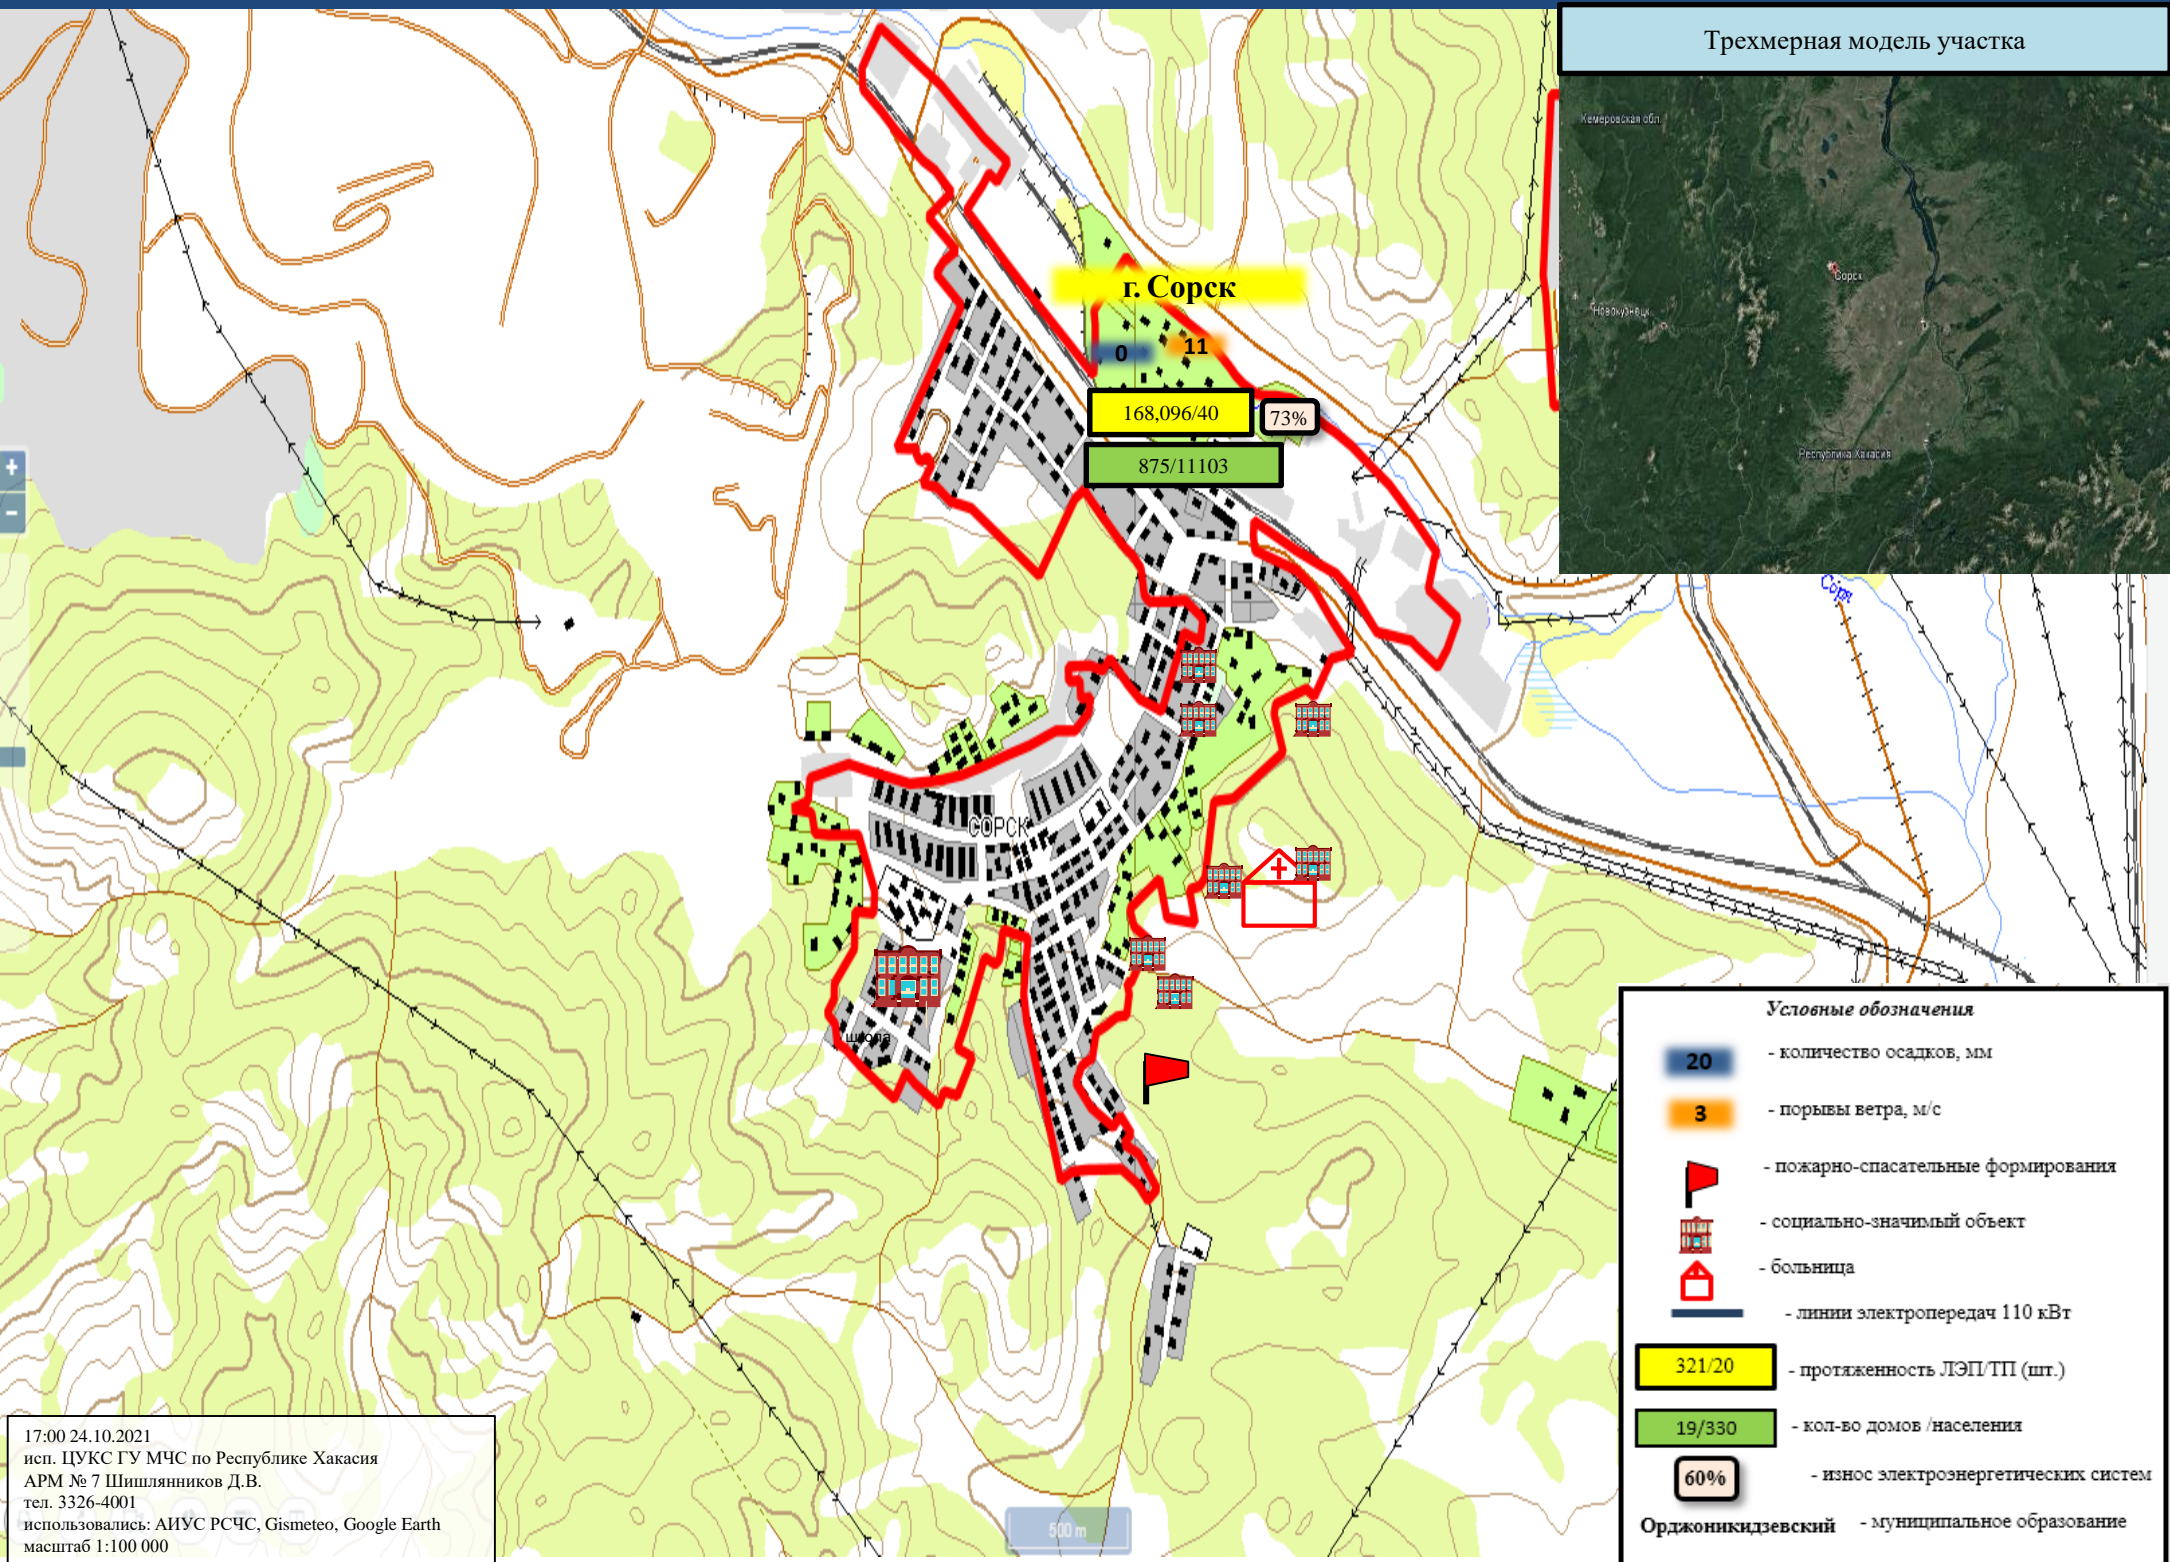 Трехмерная модель участка
Кемеровская обл.
Сорск
Новокузнецк
Республика Хакасия
г. Сорск
0
11
168,096/40
73%
875/11103
Сора
СОРСК
школа
+
-
Условные обозначения
20 - количество осадков, мм
3 - порывы ветра, м/с
- пожарно-спасательные формирования
- социально-значимый объект
- больница
- линии электропередач 110 кВт
321/20 - протяженность ЛЭП/ТП (шт.)
19/330 - кол-во домов /населения
60% - износ электроэнергетических систем
Орджоникидзевский - муниципальное образование
17:00 24.10.2021
исп. ЦУКС ГУ МЧС по Республике Хакасия
АРМ № 7 Шишлянников Д.В.
тел. 3326-4001
использовались: АИУС РСЧС, Gismeteo, Google Earth
масштаб 1:100 000
500 m